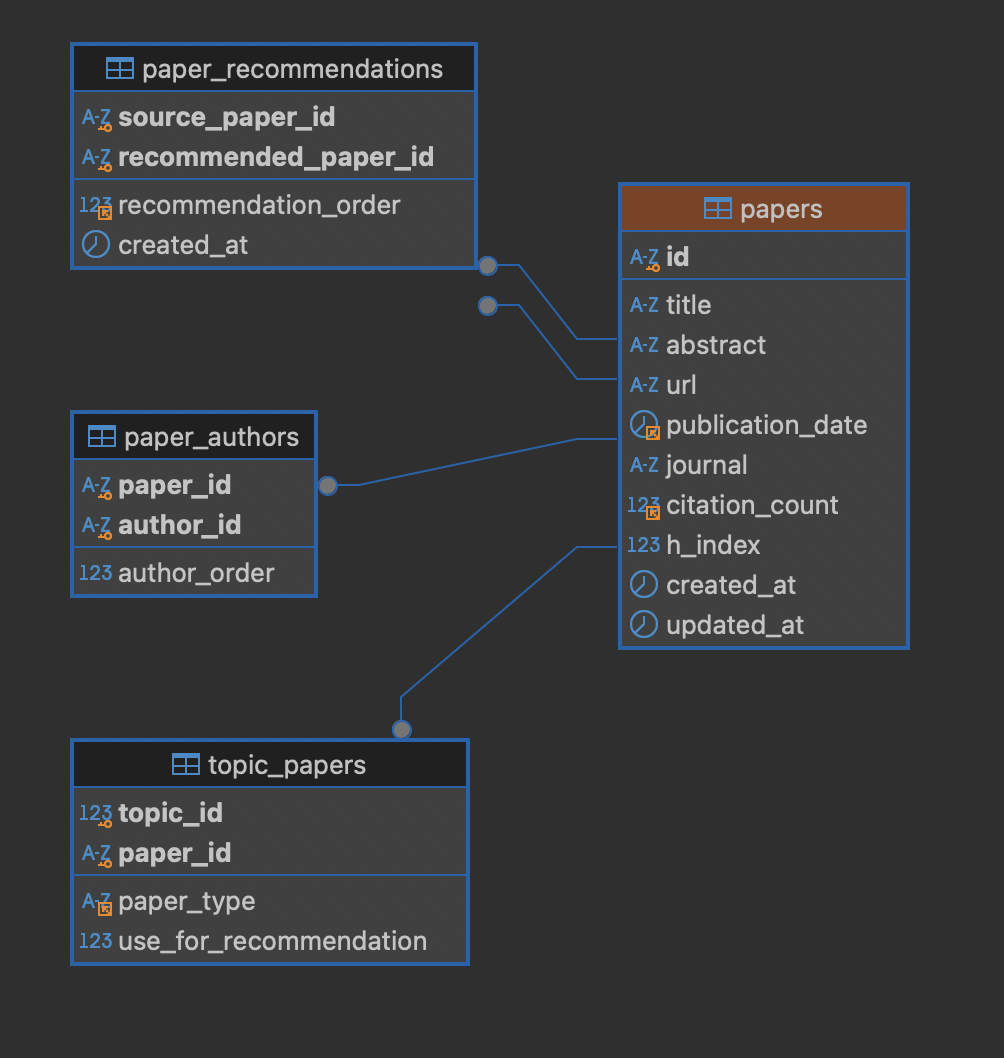 paper_recommendations
A-Z source_paper_id
A-Z recommended_paper_id
123 recommendation_order
created_at
papers
A-Z id
A-Z title
A-Z abstract
A-Z url
publication_date
A-Z journal
123 citation_count
123 h_index
created_at
updated_at
paper_authors
A-Z paper_id
A-Z author_id
123 author_order
topic_papers
123 topic_id
A-Z paper_id
A-Z paper_type
123 use_for_recommendation